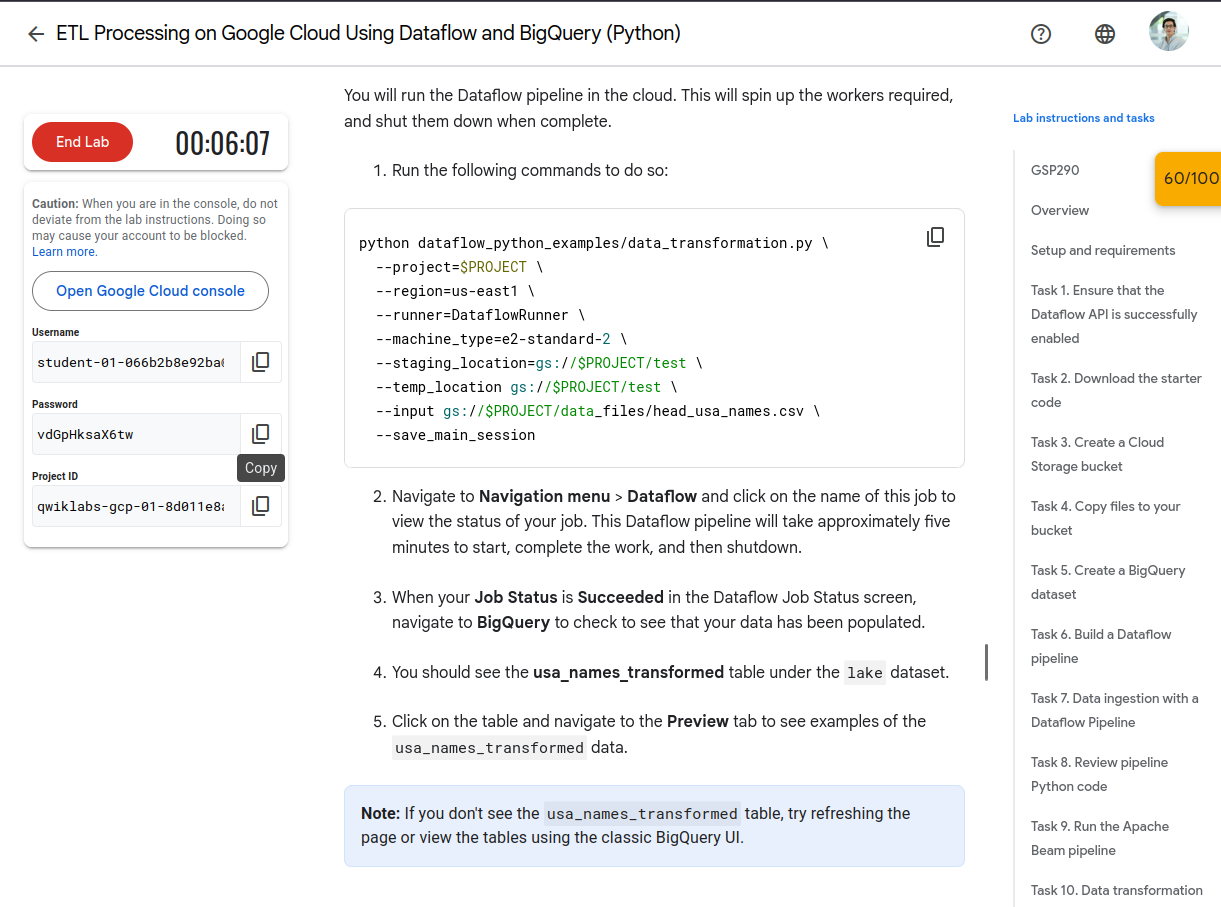 ETL Processing on Google Cloud Using Dataflow and BigQuery (Python)
End Lab
00:06:07
Caution: When you are in the console, do not
deviate from the lab instructions. Doing so
may cause your account to be blocked.
Learn more.
Open Google Cloud console
Username
student-01-066b2b8e92ba
Password
vdGpHksaX6tw
Copy
Project ID
qwiklabs-gcp-01-8d011e8
You will run the Dataflow pipeline in the cloud. This will spin up the workers required,
and shut them down when complete.
1. Run the following commands to do so:
python dataflow_python_examples/data_transformation.py \
--project=$PROJECT \
--region=us-east1 \
--runner=DataflowRunner \
--machine_type=e2-standard-2 \
--staging_location=gs://$PROJECT/test \
--temp_location gs://$PROJECT/test \
--input gs://$PROJECT/data_files/head_usa_names.csv \
--save_main_session
2. Navigate to Navigation menu > Dataflow and click on the name of this job to
view the status of your job. This Dataflow pipeline will take approximately five
minutes to start, complete the work, and then shutdown.
3. When your Job Status is Succeeded in the Dataflow Job Status screen,
navigate to BigQuery to check to see that your data has been populated.
4. You should see the usa_names_transformed table under the lake dataset.
5. Click on the table and navigate to the Preview tab to see examples of the
usa_names_transformed data.
Note: If you don't see the usa_names_transformed table, try refreshing the
page or view the tables using the classic BigQuery UI.
Lab instructions and tasks
GSP290
60/100
Overview
Setup and requirements
Task 1. Ensure that the
Dataflow API is successfully
enabled
Task 2. Download the starter
code
Task 3. Create a Cloud
Storage bucket
Task 4. Copy files to your
bucket
Task 5. Create a BigQuery
dataset
Task 6. Build a Dataflow
pipeline
Task 7. Data ingestion with a
Dataflow Pipeline
Task 8. Review pipeline
Python code
Task 9. Run the Apache
Beam pipeline
Task 10. Data transformation